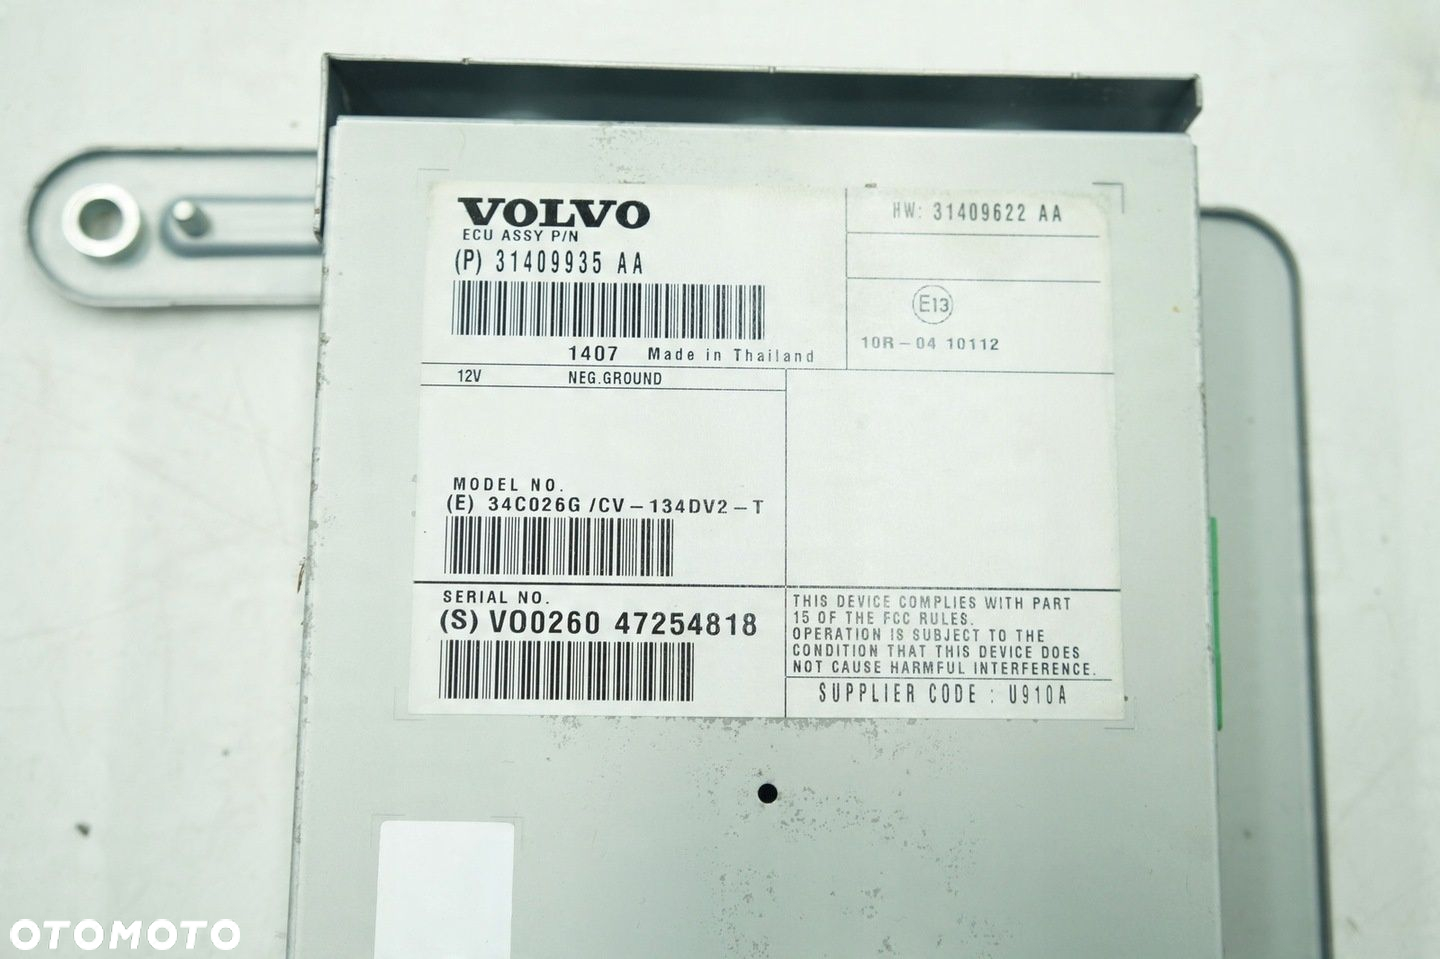 VOLVO
ECU ASSY P/N
(P) 31409935 AA
1407 Made in Thailand
HW: 31409622 AA
E13
10R-04 10112
12V NEG.GROUND
MODEL NO.
(E) 34C026G /CV-134DV2-T
SERIAL NO.
(S) VO0260 47254818
THIS DEVICE COMPLIES WITH PART
15 OF THE FCC RULES.
OPERATION IS SUBJECT TO THE
CONDITION THAT THIS DEVICE DOES
NOT CAUSE HARMFUL INTERFERENCE.
SUPPLIER CODE : U910A
OTOMOTO